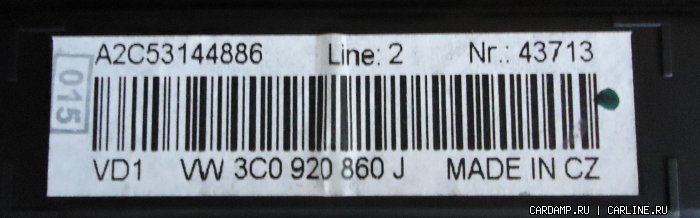 A2C53144886 Line: 2 Nr.: 43713
015
VD1 VW 3C0 920 860 J MADE IN CZ
CARDAMP.RU | CARLINE.RU